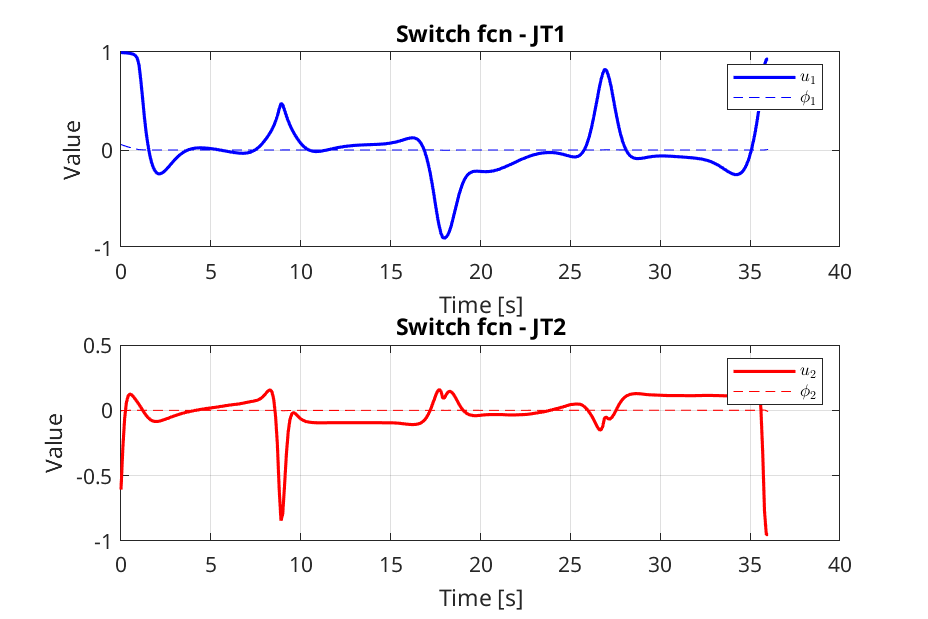 Switch fcn - JT1
1
0
-1
Value
u₁
ϕ₁
0 5 10 15 20 25 30 35 40
Time [s]
Switch fcn - JT2
0.5
0
-0.5
-1
Value
u₂
ϕ₂
0 5 10 15 20 25 30 35 40
Time [s]